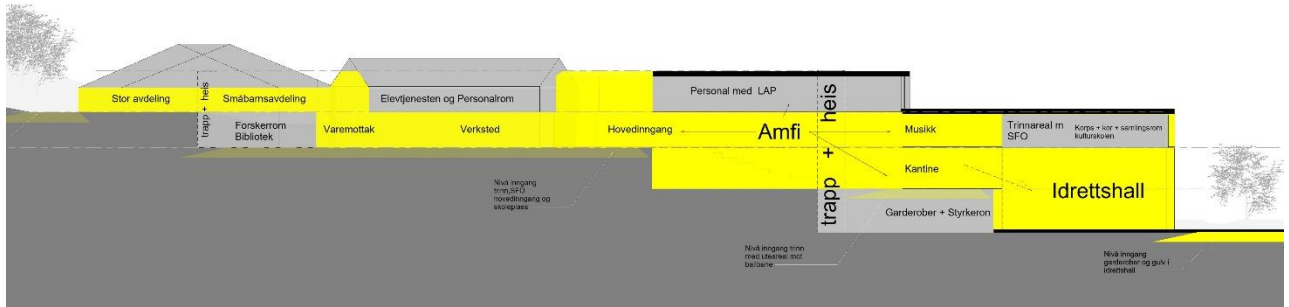 Stor avdeling
trapp + heis
Småbarnsavdeling
Elevtjenesten og Personalrom
Personal med LAP
Forskerrom
Bibliotek
Varemottak
Verksted
Hovedinngang
Amfi
trapp + heis
Musikk
Trinnareal m
SFO
Korps + kor + samlingsrom
kulturskolen
Kantine
Idrettshall
Garderober + Styrkerom
Nivå inngang
trinn,SFO
hovedinngang og
skoleplass
Nivå inngang trinn
med uteareal mot
ballbane
Nivå inngang
garderober og gulv i
idrettshall